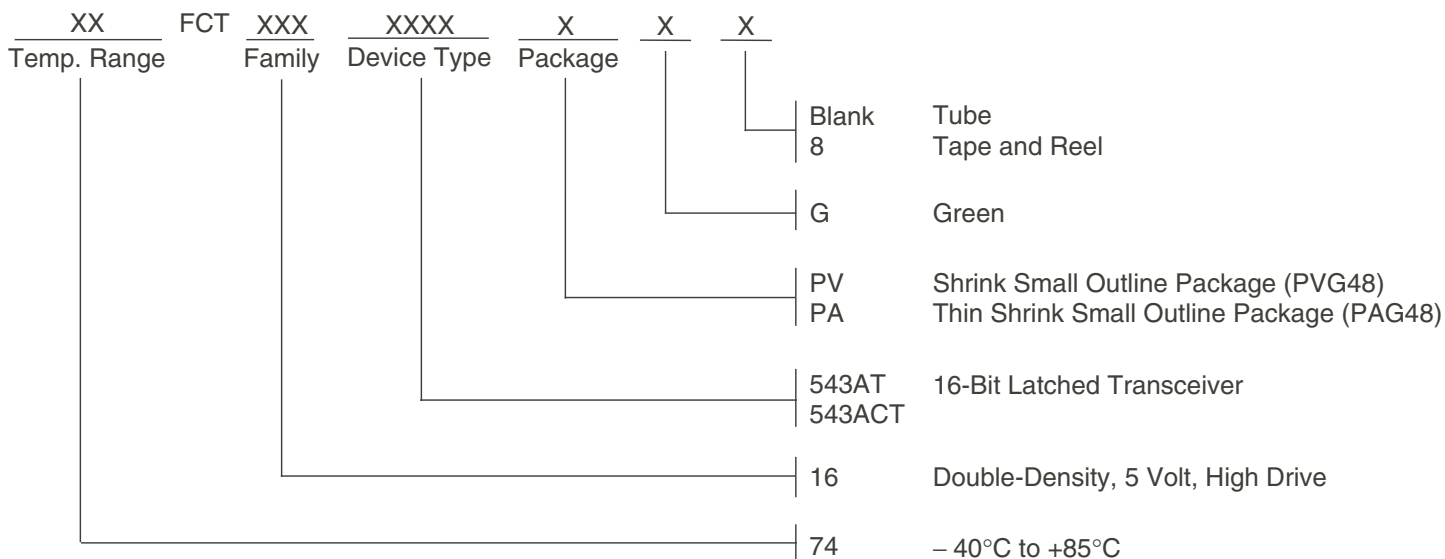 XX FCT XXX XXXX X X X
Temp. Range Family Device Type Package
Blank Tube
8 Tape and Reel
G Green
PV Shrink Small Outline Package (PVG48)
PA Thin Shrink Small Outline Package (PAG48)
543AT 16-Bit Latched Transceiver
543ACT
16 Double-Density, 5 Volt, High Drive
74 – 40°C to +85°C